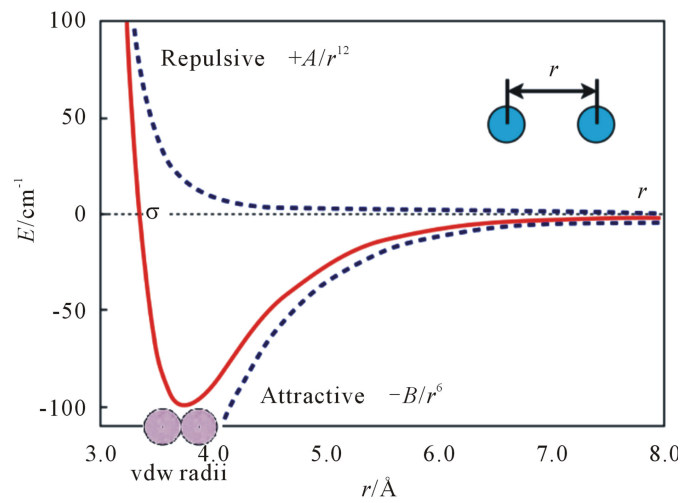 100
50
0
-50
-100
E/cm⁻¹
Repulsive +A/r¹²
r
r
σ
Attractive −B/r⁶
3.0 4.0 5.0 6.0 7.0 8.0
vdw radii
r/Å